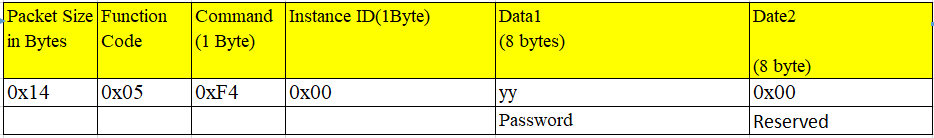 Packet Size in Bytes Function Code Command (1 Byte) Instance ID(1Byte) Data1 (8 bytes) Date2 (8 byte)
0x14 0x05 0xF4 0x00 yy 0x00
Password Reserved